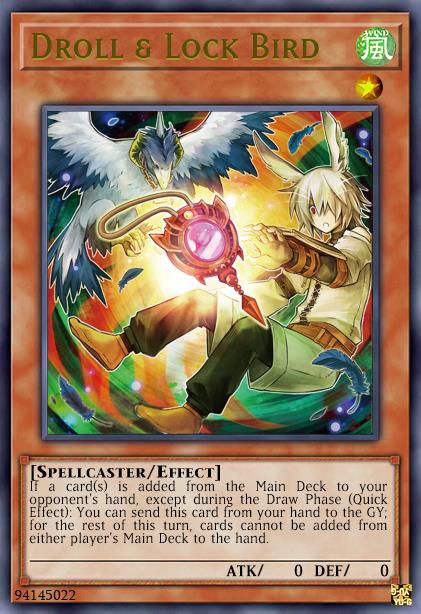 DROLL & LOCK BIRD
WIND
風
[SPELLCASTER/EFFECT]
If a card(s) is added from the Main Deck to your
opponent's hand, except during the Draw Phase (Quick
Effect): You can send this card from your hand to the GY;
for the rest of this turn, cards cannot be added from
either player's Main Deck to the hand.
ATK/ 0 DEF/ 0
94145022